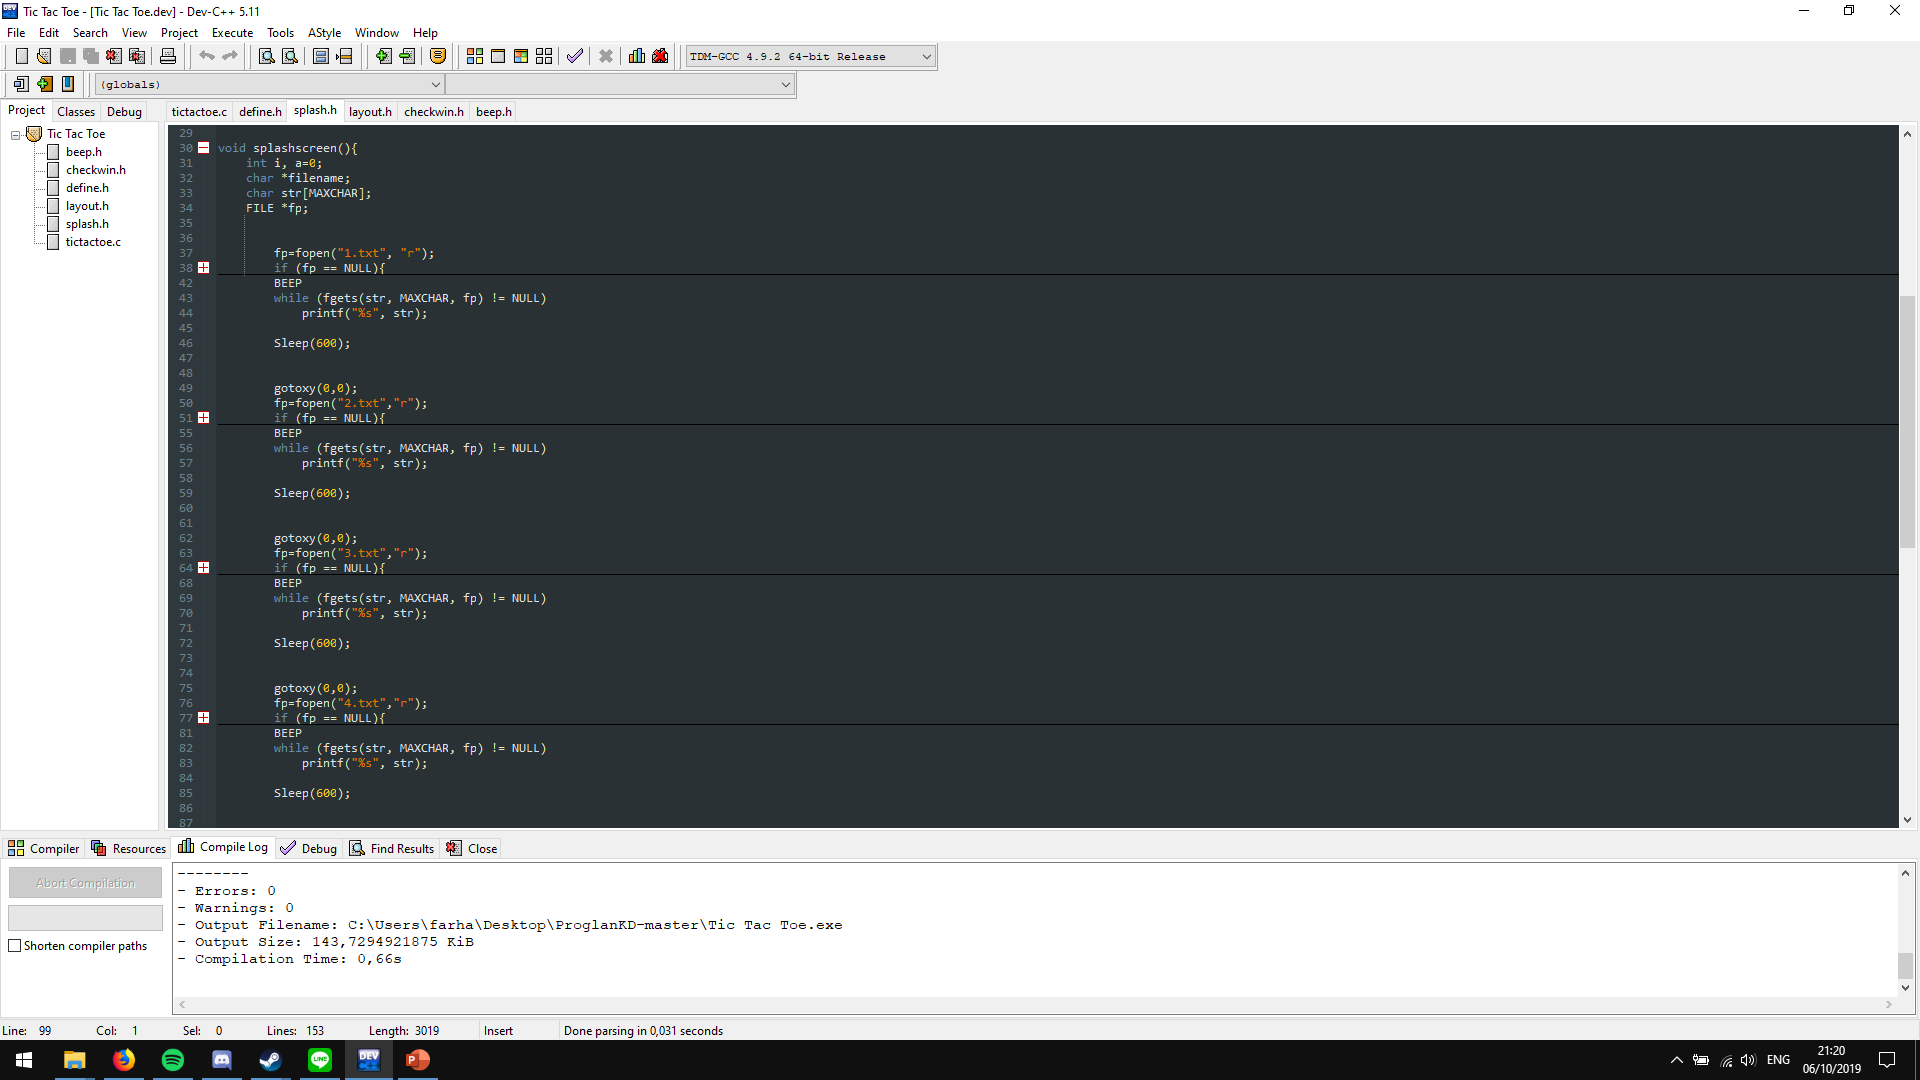 Tic Tac Toe - [Tic Tac Toe.dev] - Dev-C++ 5.11
File Edit Search View Project Execute Tools AStyle Window Help
TDM-GCC 4.9.2 64-bit Release
(globals)
Project Classes Debug
tictactoe.c define.h splash.h layout.h checkwin.h beep.h
Tic Tac Toe
beep.h
checkwin.h
define.h
layout.h
splash.h
tictactoe.c
29
30 void splashscreen(){
31 int i, a=0;
32 char *filename;
33 char str[MAXCHAR];
34 FILE *fp;
35
36
37 fp=fopen("1.txt", "r");
38 if (fp == NULL){
42 BEEP
43 while (fgets(str, MAXCHAR, fp) != NULL)
44 printf("%s", str);
45
46 Sleep(600);
47
48
49 gotoxy(0,0);
50 fp=fopen("2.txt","r");
51 if (fp == NULL){
55 BEEP
56 while (fgets(str, MAXCHAR, fp) != NULL)
57 printf("%s", str);
58
59 Sleep(600);
60
61
62 gotoxy(0,0);
63 fp=fopen("3.txt","r");
64 if (fp == NULL){
68 BEEP
69 while (fgets(str, MAXCHAR, fp) != NULL)
70 printf("%s", str);
71
72 Sleep(600);
73
74
75 gotoxy(0,0);
76 fp=fopen("4.txt","r");
77 if (fp == NULL){
81 BEEP
82 while (fgets(str, MAXCHAR, fp) != NULL)
83 printf("%s", str);
84
85 Sleep(600);
86
87
Compiler Resources Compile Log Debug Find Results Close
Abort Compilation
Shorten compiler paths
--------
- Errors: 0
- Warnings: 0
- Output Filename: C:\Users\farha\Desktop\ProglanKD-master\Tic Tac Toe.exe
- Output Size: 143,7294921875 KiB
- Compilation Time: 0,66s
Line: 99 Col: 1 Sel: 0 Lines: 153 Length: 3019 Insert Done parsing in 0,031 seconds
LINE
DEV
C++
P
ENG
21:20
06/10/2019